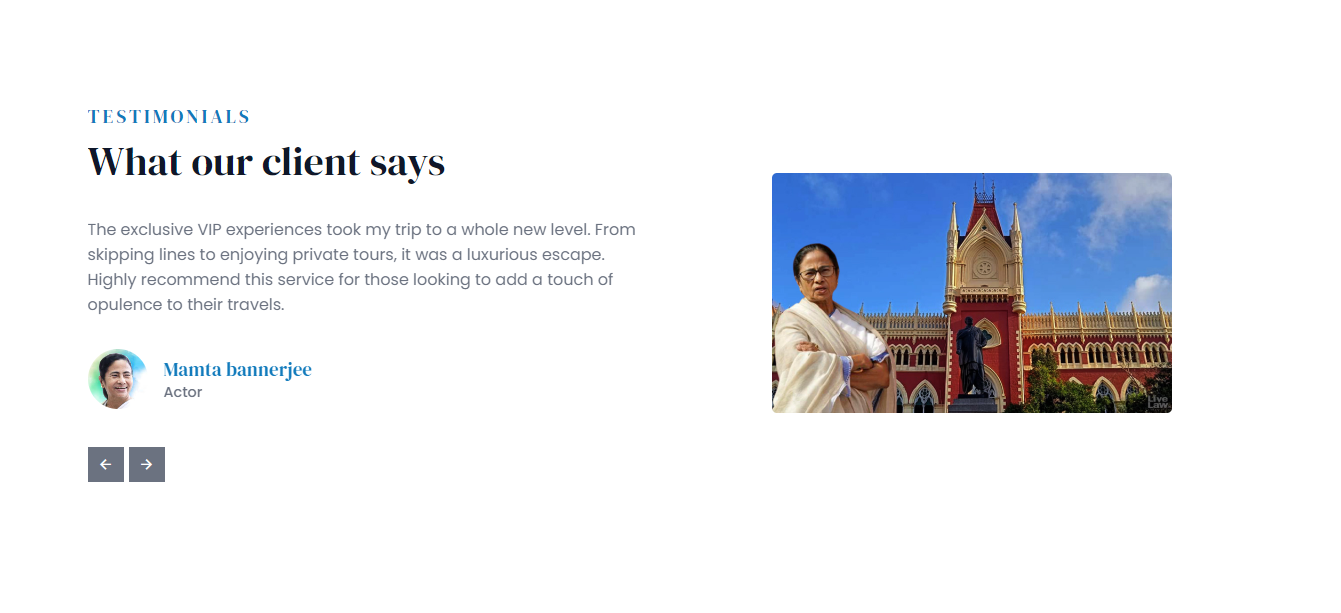 TESTIMONIALS
What our client says
The exclusive VIP experiences took my trip to a whole new level. From
skipping lines to enjoying private tours, it was a luxurious escape.
Highly recommend this service for those looking to add a touch of
opulence to their travels.
Mamta bannerjee
Actor
Live
Law